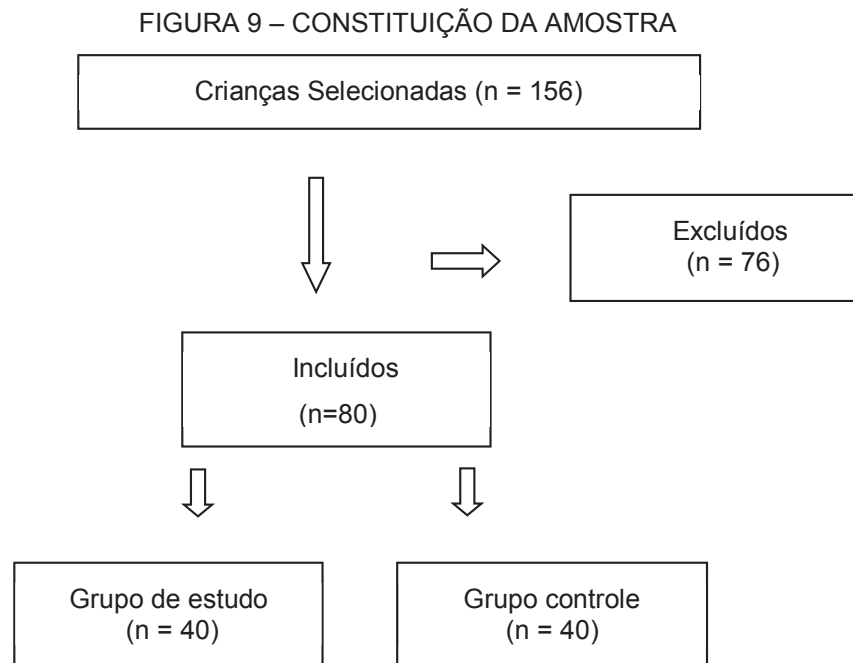 FIGURA 9 – CONSTITUIÇÃO DA AMOSTRA
Crianças Selecionadas (n = 156)
Excluídos
(n = 76)
Incluídos
(n=80)
Grupo de estudo
(n = 40)
Grupo controle
(n = 40)